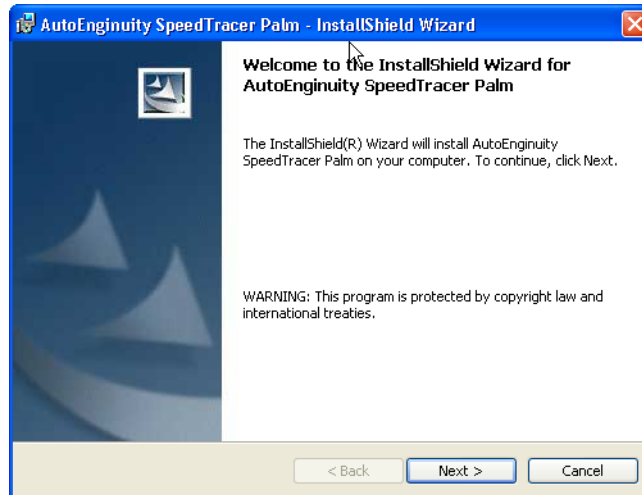 AutoEnginuity SpeedTracer Palm - InstallShield Wizard
Welcome to the InstallShield Wizard for
AutoEnginuity SpeedTracer Palm
The InstallShield(R) Wizard will install AutoEnginuity
SpeedTracer Palm on your computer. To continue, click Next.
WARNING: This program is protected by copyright law and
international treaties.
< Back
Next >
Cancel